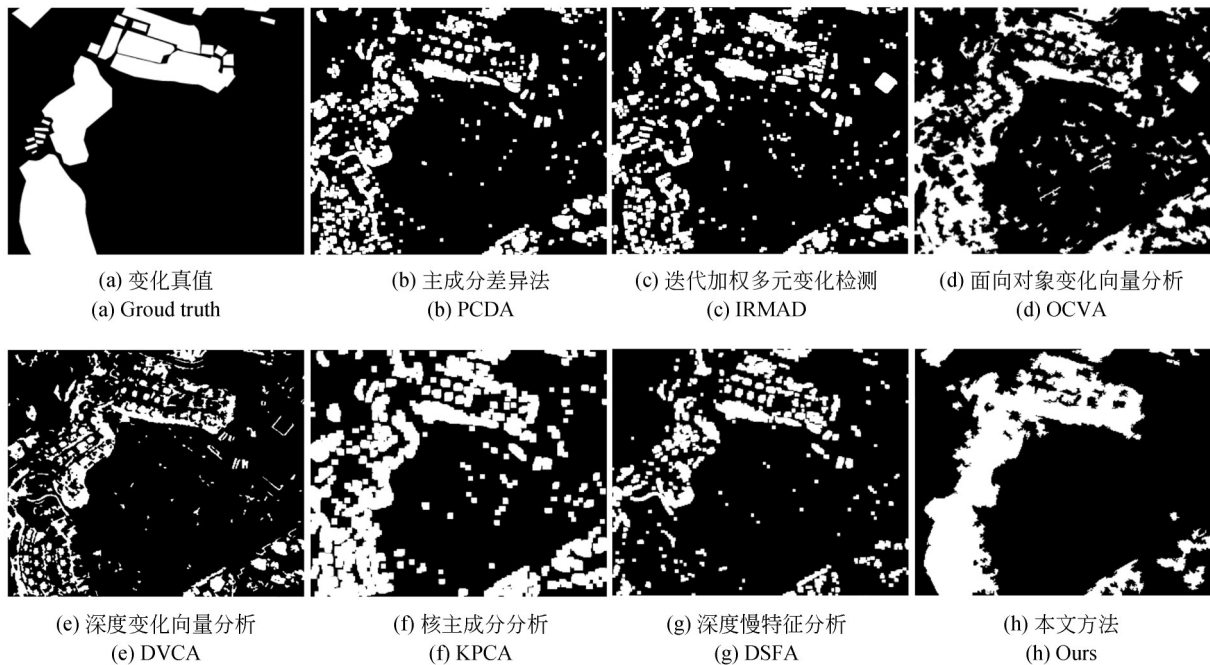 (a) 变化真值
(a) Groud truth
(b) 主成分差异法
(b) PCDA
(c) 迭代加权多元变化检测
(c) IRMAD
(d) 面向对象变化向量分析
(d) OCVA
(e) 深度变化向量分析
(e) DVCA
(f) 核主成分分析
(f) KPCA
(g) 深度慢特征分析
(g) DSFA
(h) 本文方法
(h) Ours